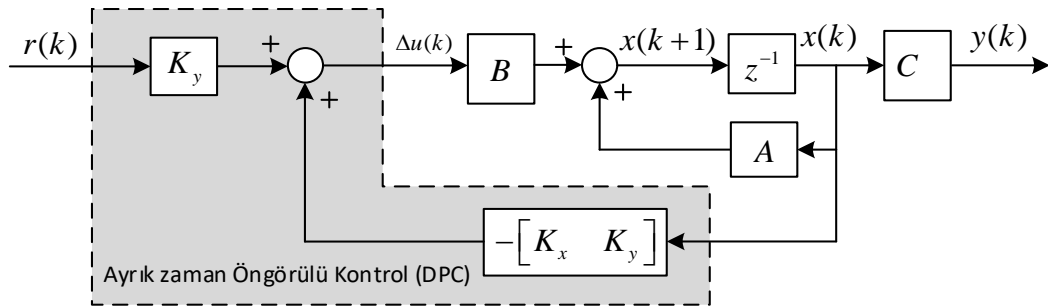 r(k)
K_y
+
+
Δu(k)
B
+
+
x(k+1)
z^{-1}
x(k)
C
y(k)
A
−[K_x K_y]
Ayrık zaman Öngörülü Kontrol (DPC)